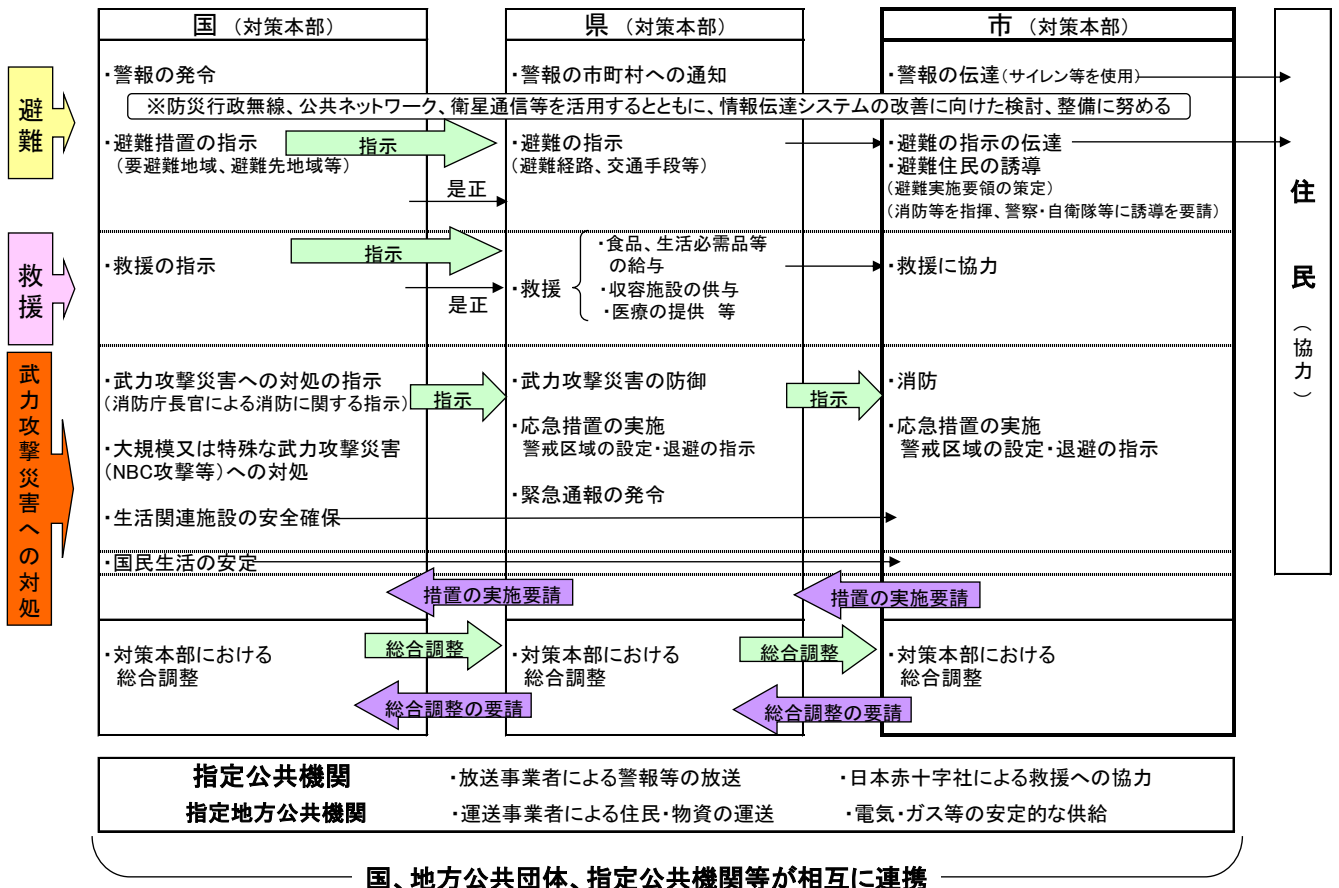 国（対策本部）
県（対策本部）
市（対策本部）
避難
・警報の発令
・警報の市町村への通知
・警報の伝達（サイレン等を使用）
※防災行政無線、公共ネットワーク、衛星通信等を活用するとともに、情報伝達システムの改善に向けた検討、整備に努める
・避難措置の指示
（要避難地域、避難先地域等）
指示
是正
・避難の指示
（避難経路、交通手段等）
・避難の指示の伝達
・避難住民の誘導
（避難実施要領の策定）
（消防等を指揮、警察・自衛隊等に誘導を要請）
住民（協力）
救援
・救援の指示
指示
是正
・救援
・食品、生活必需品等
の給与
・収容施設の供与
・医療の提供 等
・救援に協力
武力攻撃災害への対処
・武力攻撃災害への対処の指示
（消防庁長官による消防に関する指示）
指示
・武力攻撃災害の防御
指示
・消防
・大規模又は特殊な武力攻撃災害
（NBC攻撃等）への対処
・応急措置の実施
警戒区域の設定・退避の指示
・応急措置の実施
警戒区域の設定・退避の指示
・緊急通報の発令
・生活関連施設の安全確保
・国民生活の安定
措置の実施要請
措置の実施要請
・対策本部における
総合調整
総合調整
・対策本部における
総合調整
総合調整
・対策本部における
総合調整
総合調整の要請
総合調整の要請
指定公共機関
・放送事業者による警報等の放送
・日本赤十字社による救援への協力
指定地方公共機関
・運送事業者による住民・物資の運送
・電気・ガス等の安定的な供給
国、地方公共団体、指定公共機関等が相互に連携